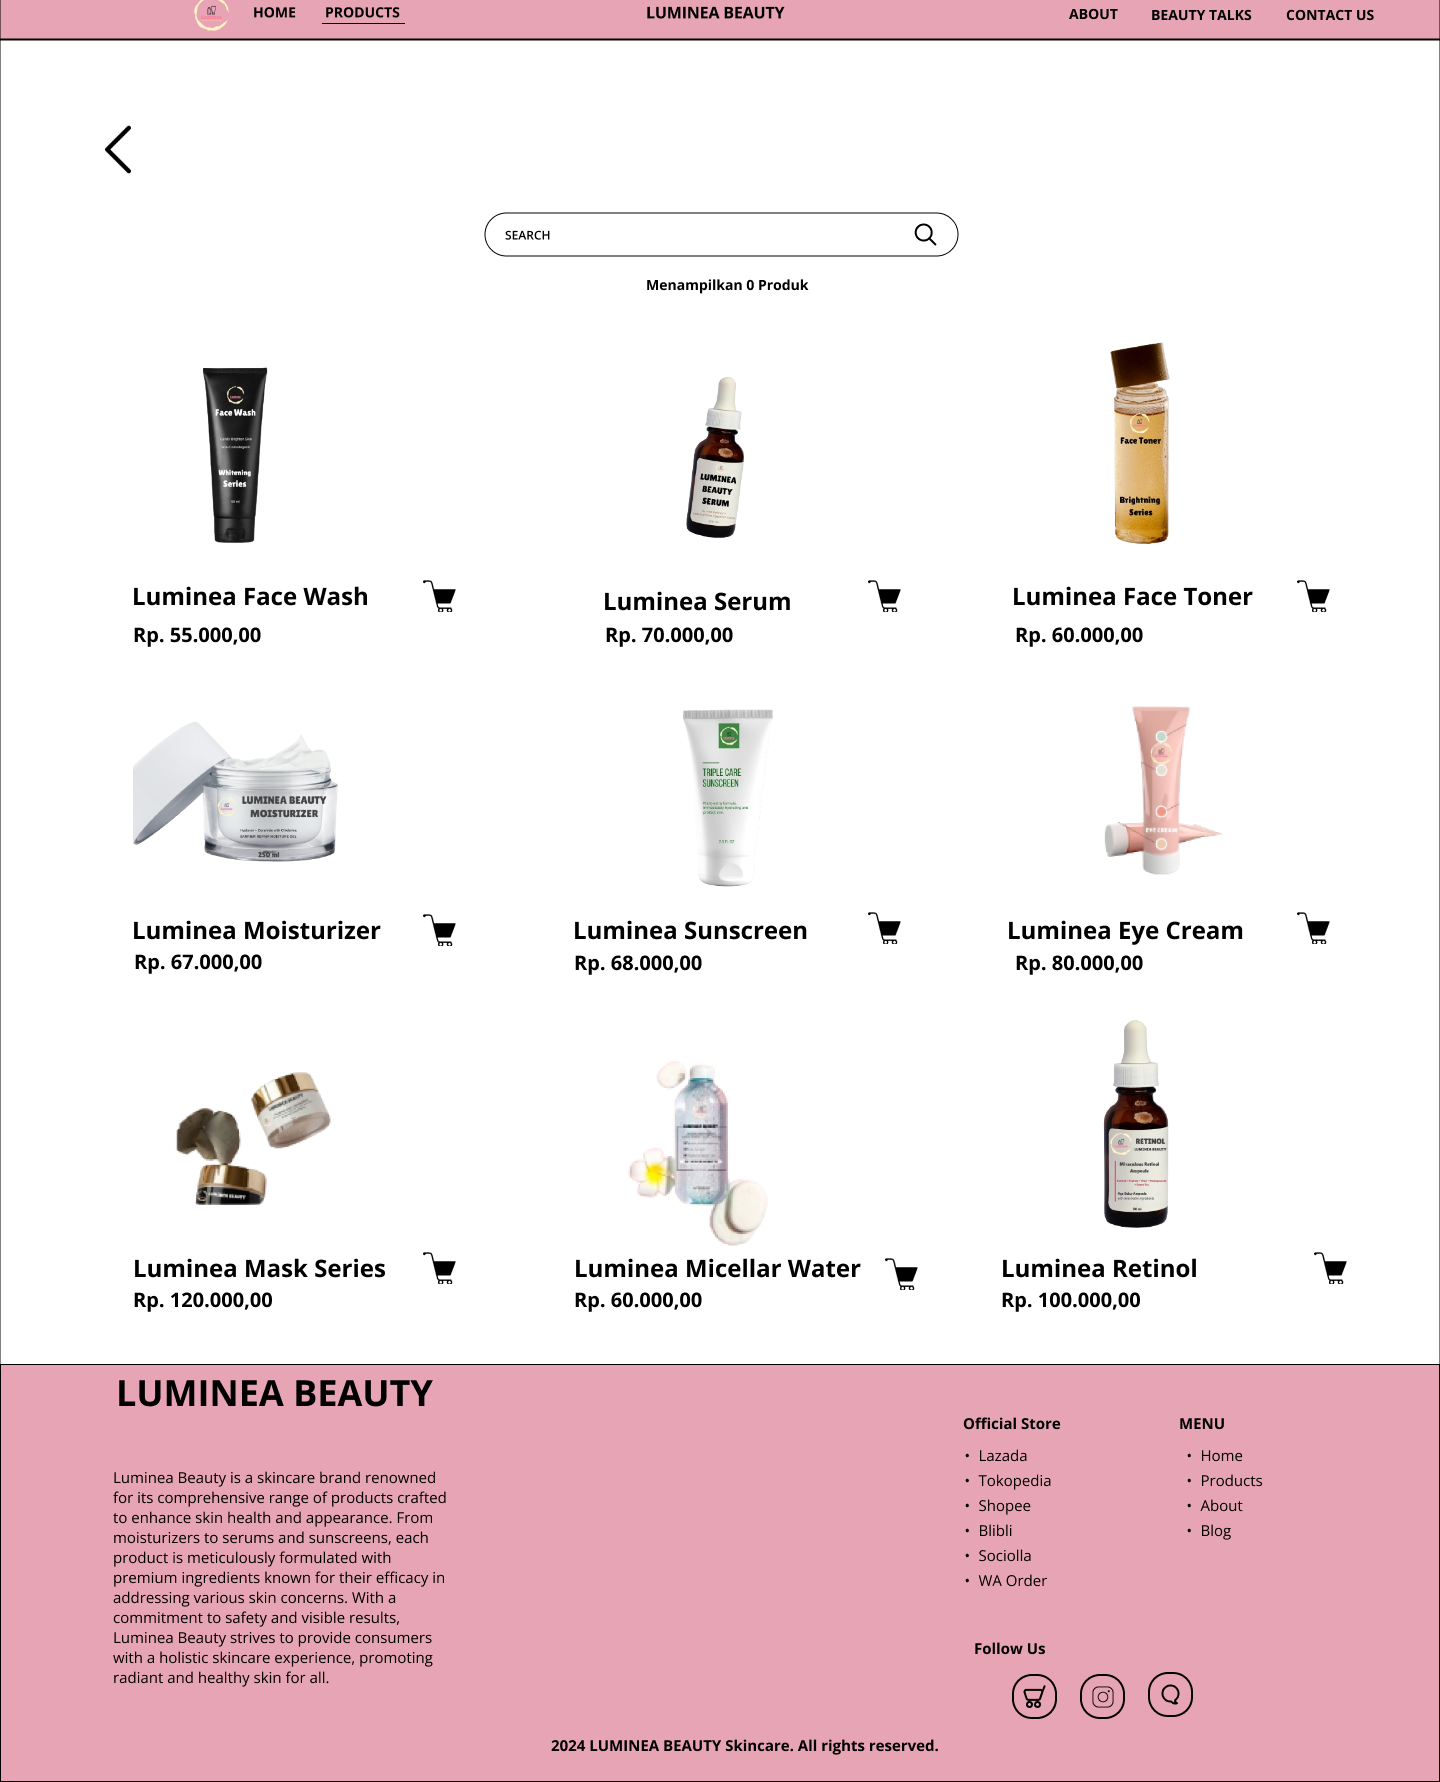 HOME
PRODUCTS
LUMINEA BEAUTY
ABOUT
BEAUTY TALKS
CONTACT US
SEARCH
Menampilkan 0 Produk
Face Wash
Whitening
Series
LUMINEA
BEAUTY
SERUM
Face Toner
Brightning
Series
Luminea Face Wash
Rp. 55.000,00
Luminea Serum
Rp. 70.000,00
Luminea Face Toner
Rp. 60.000,00
LUMINEA BEAUTY
MOISTURIZER
250 ml
TRIPLE CARE
SUNSCREEN
EYE CREAM
Luminea Moisturizer
Rp. 67.000,00
Luminea Sunscreen
Rp. 68.000,00
Luminea Eye Cream
Rp. 80.000,00
LUMINEA BEAUTY
LUMINEA BEAUTY
RETINOL
LUMINEA BEAUTY
Miraculous Retinol
Ampoule
Luminea Mask Series
Rp. 120.000,00
Luminea Micellar Water
Rp. 60.000,00
Luminea Retinol
Rp. 100.000,00
LUMINEA BEAUTY
Luminea Beauty is a skincare brand renowned
for its comprehensive range of products crafted
to enhance skin health and appearance. From
moisturizers to serums and sunscreens, each
product is meticulously formulated with
premium ingredients known for their efficacy in
addressing various skin concerns. With a
commitment to safety and visible results,
Luminea Beauty strives to provide consumers
with a holistic skincare experience, promoting
radiant and healthy skin for all.
Official Store
• Lazada
• Tokopedia
• Shopee
• Blibli
• Sociolla
• WA Order
MENU
• Home
• Products
• About
• Blog
Follow Us
2024 LUMINEA BEAUTY Skincare. All rights reserved.